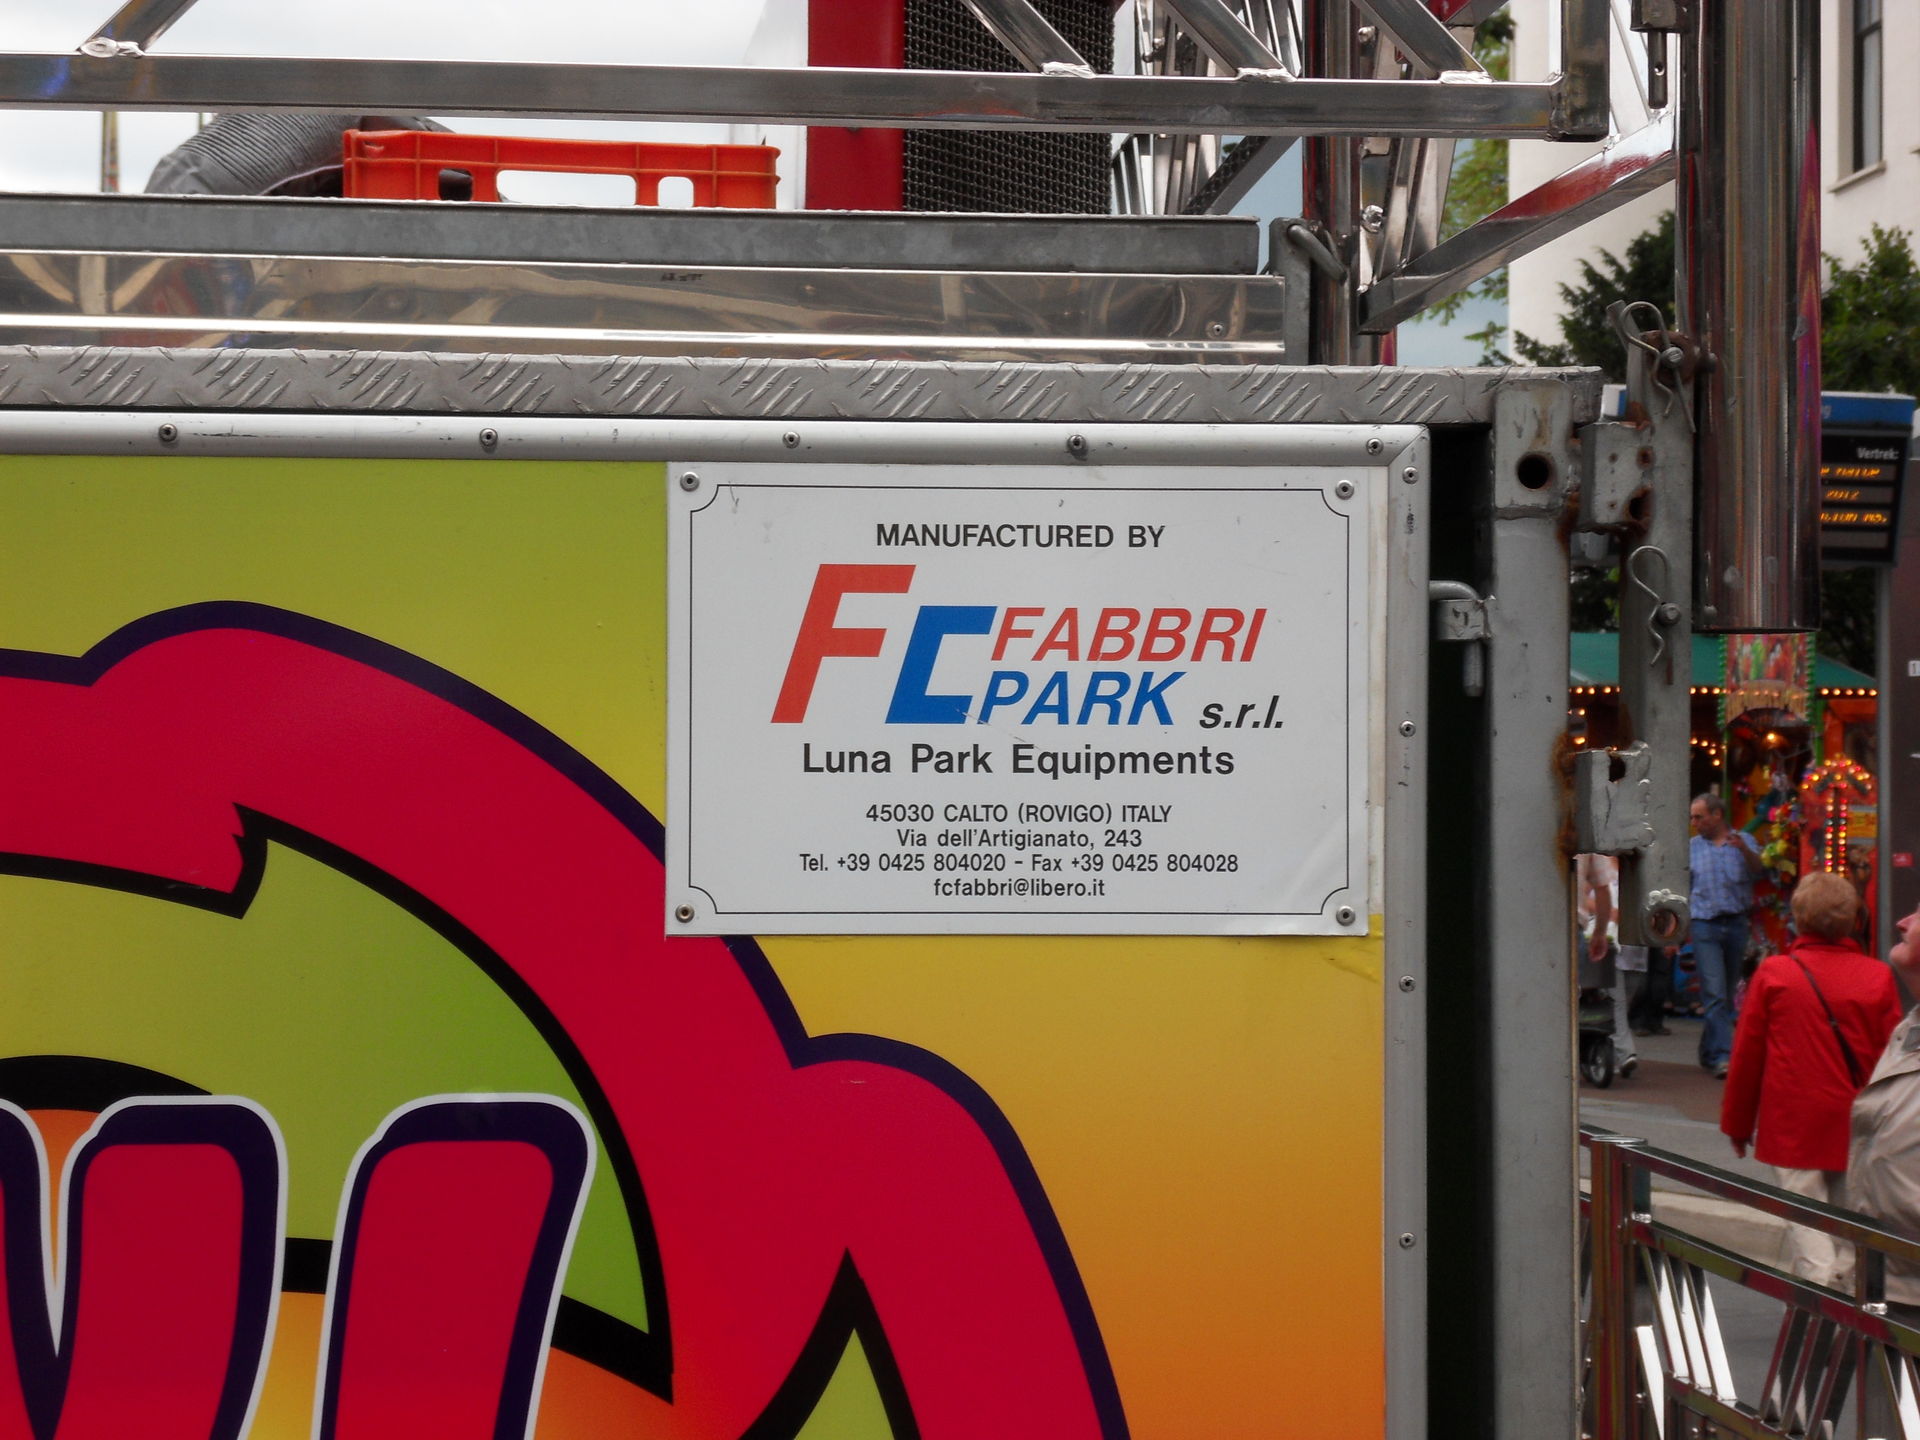 MANUFACTURED BY
FC FABBRI
PARK s.r.l.
Luna Park Equipments
45030 CALTO (ROVIGO) ITALY
Via dell'Artigianato, 243
Tel. +39 0425 804020 - Fax +39 0425 804028
fcfabbri@libero.it
Vertrek: